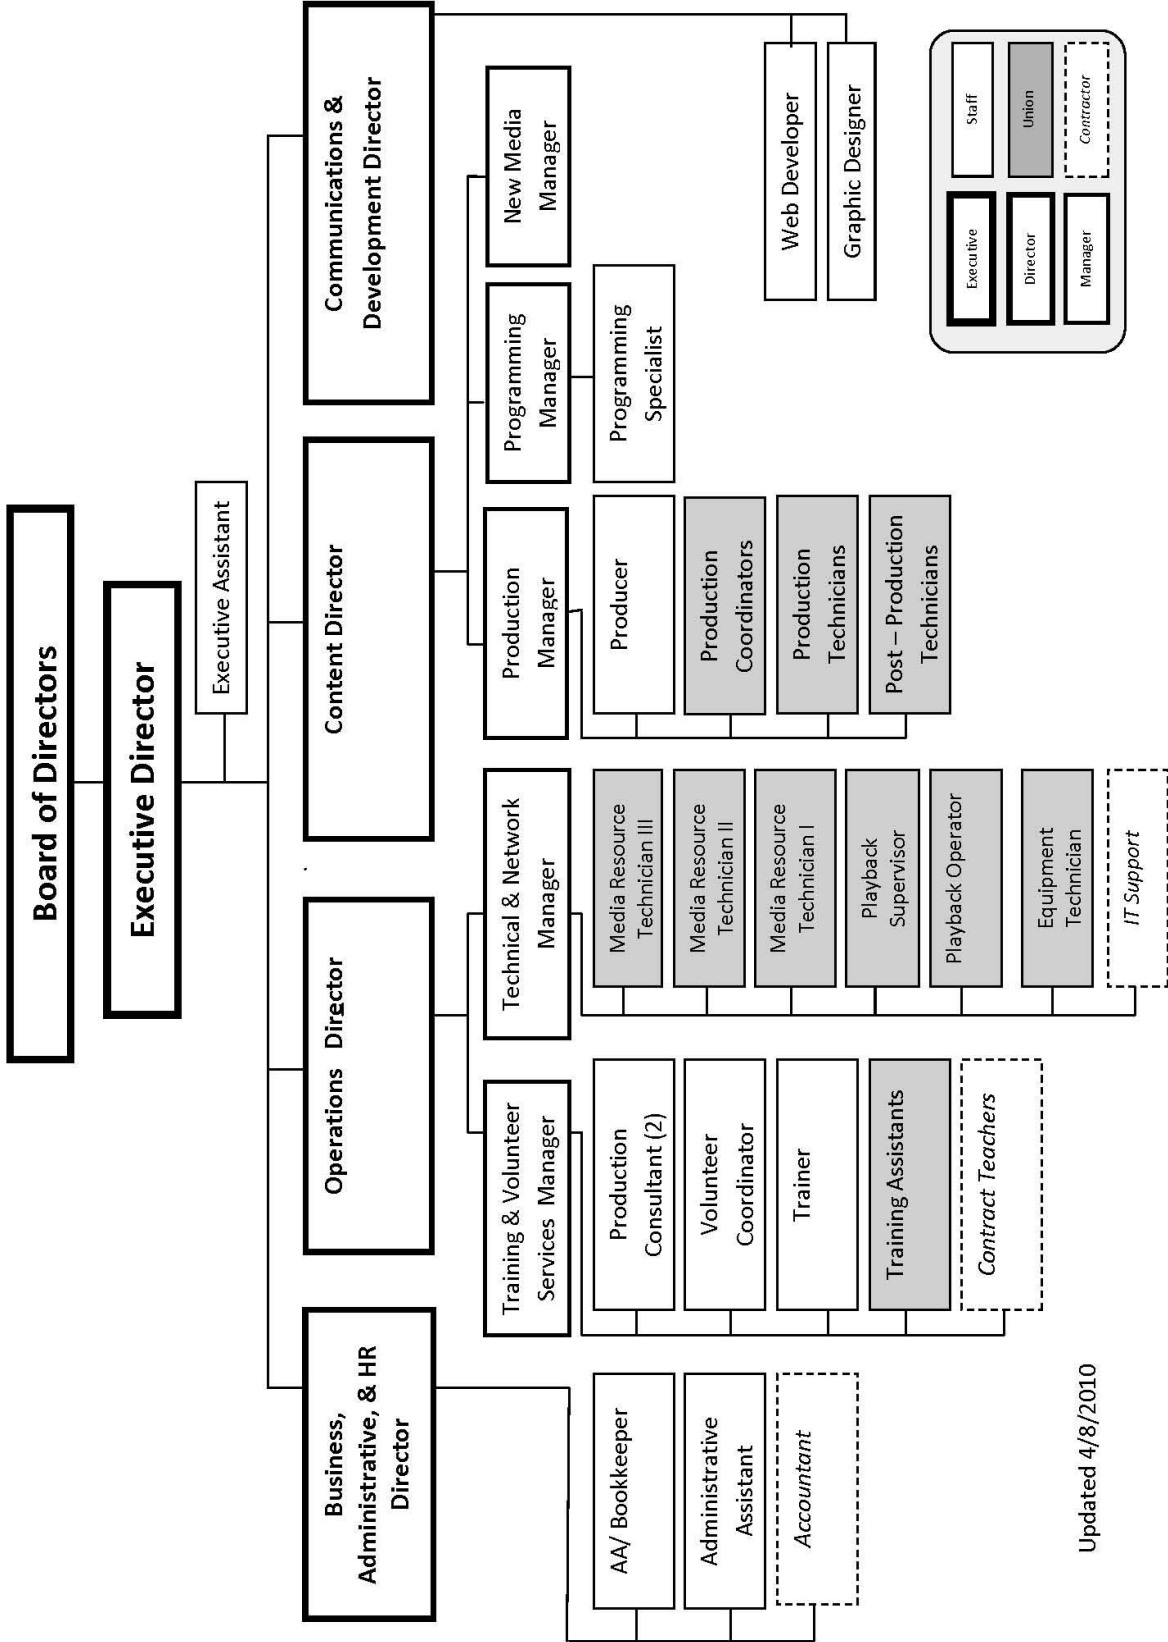 Board of Directors
Executive Director
Executive Assistant
Business,
Administrative, & HR
Director
Operations Director
Content Director
Communications &
Development Director
Training & Volunteer
Services Manager
Technical & Network
Manager
Production
Manager
Programming
Manager
New Media
Manager
AA/ Bookkeeper
Administrative
Assistant
Accountant
Production
Consultant (2)
Volunteer
Coordinator
Trainer
Training Assistants
Contract Teachers
Media Resource
Technician III
Media Resource
Technician II
Media Resource
Technician I
Playback
Supervisor
Playback Operator
Equipment
Technician
IT Support
Producer
Production
Coordinators
Production
Technicians
Post – Production
Technicians
Programming
Specialist
Web Developer
Graphic Designer
Executive
Staff
Director
Union
Manager
Contractor
Updated 4/8/2010